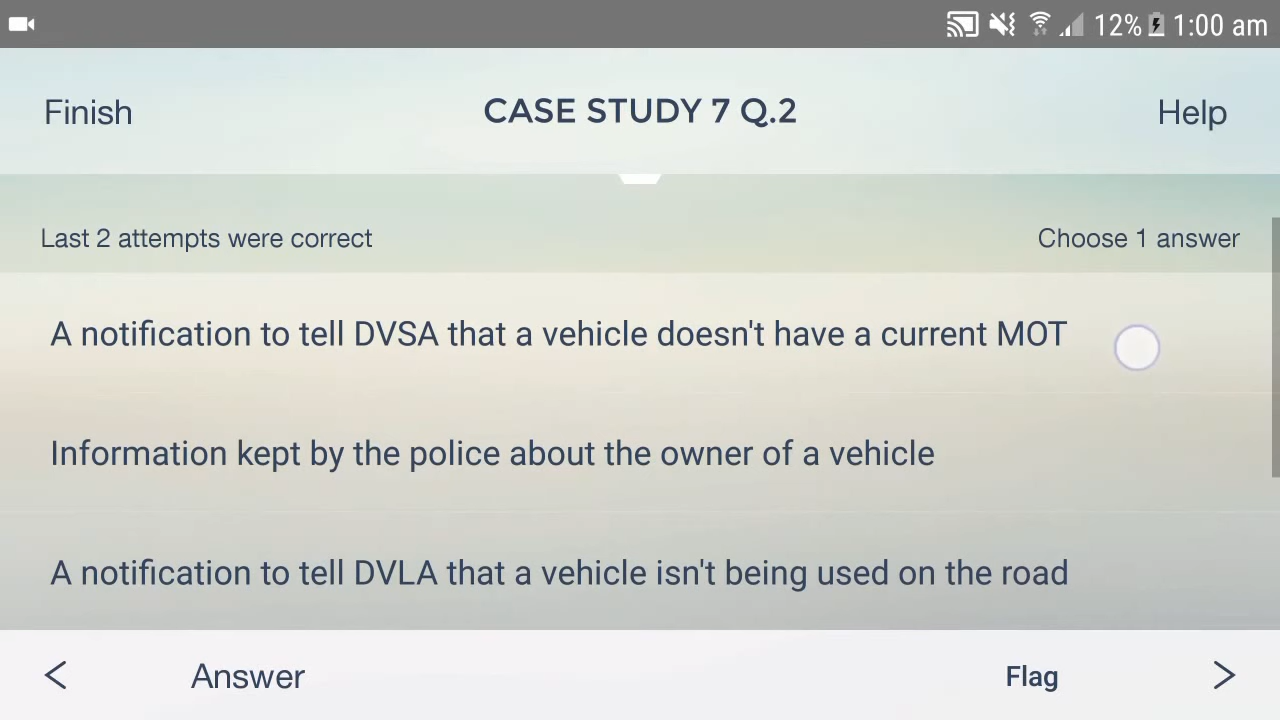 12% 1:00 am
Finish CASE STUDY 7 Q.2 Help
Last 2 attempts were correct Choose 1 answer
A notification to tell DVSA that a vehicle doesn't have a current MOT
Information kept by the police about the owner of a vehicle
A notification to tell DVLA that a vehicle isn't being used on the road
< Answer Flag >